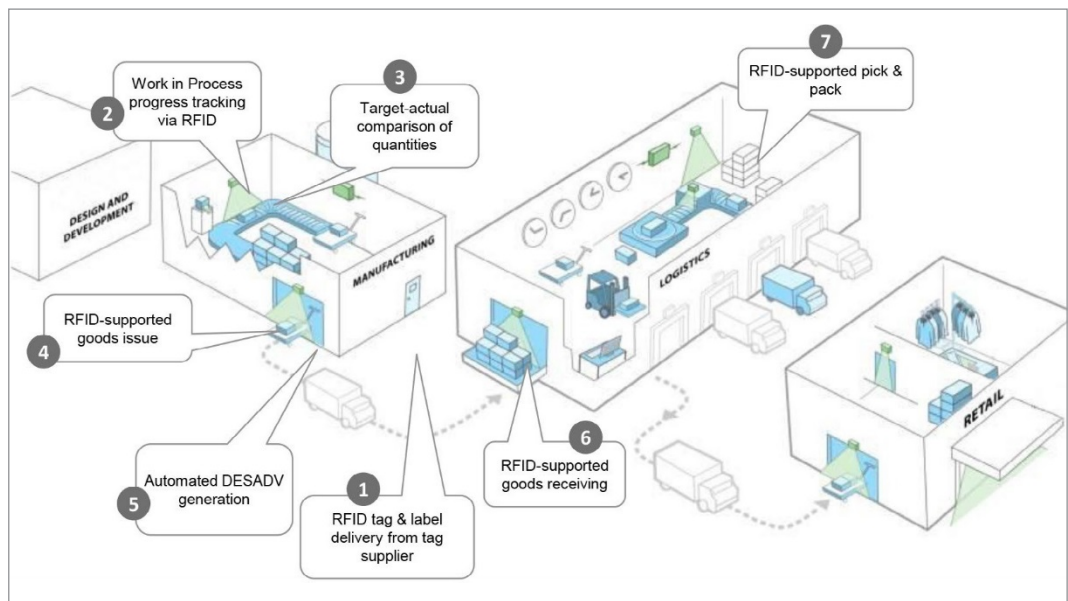 7
RFID-supported pick &
pack
3
Target-actual
comparison of
quantities
2
Work in Process
progress tracking
via RFID
DESIGN AND
DEVELOPMENT
MANUFACTURING
LOGISTICS
4
RFID-supported
goods issue
RETAIL
6
RFID-supported
goods receiving
5
Automated DESADV
generation
1
RFID tag & label
delivery from tag
supplier